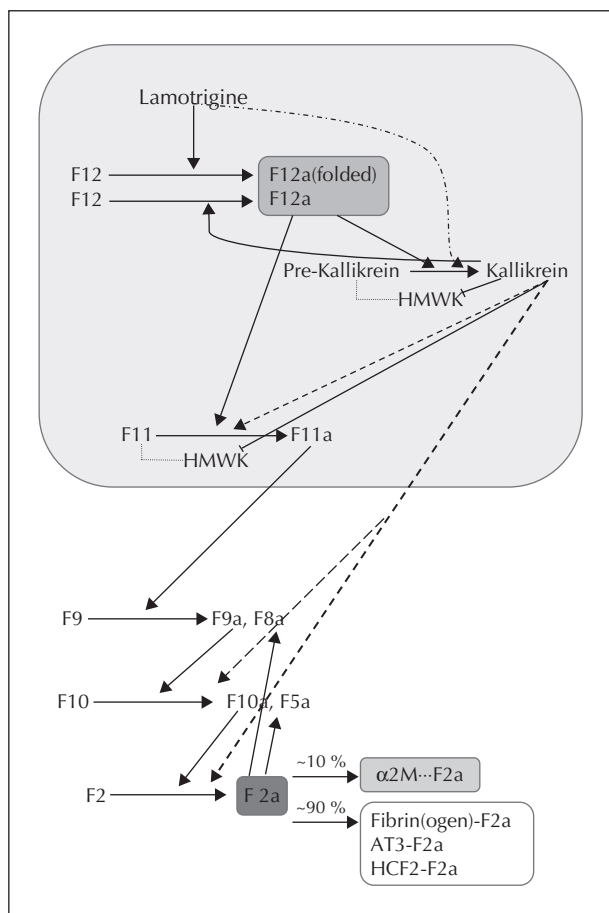 Lamotrigine
F12
F12a(folded)
F12
F12a
Pre-Kallikrein
Kallikrein
HMWK
F11
F11a
HMWK
F9
F9a, F8a
F10
F10a, F5a
F2
F 2a
~10 %
α2M···F2a
~90 %
Fibrin(ogen)-F2a
AT3-F2a
HCF2-F2a